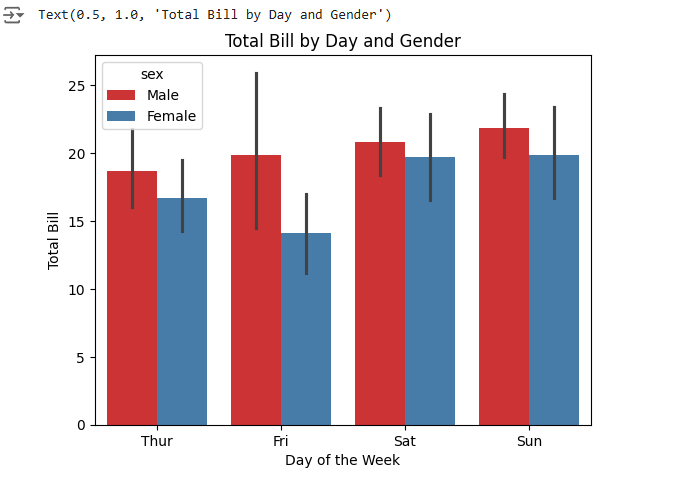 Text(0.5, 1.0, 'Total Bill by Day and Gender')
Total Bill by Day and Gender
sex
Male
Female
25
20
15
10
5
0
Total Bill
Thur Fri Sat Sun
Day of the Week